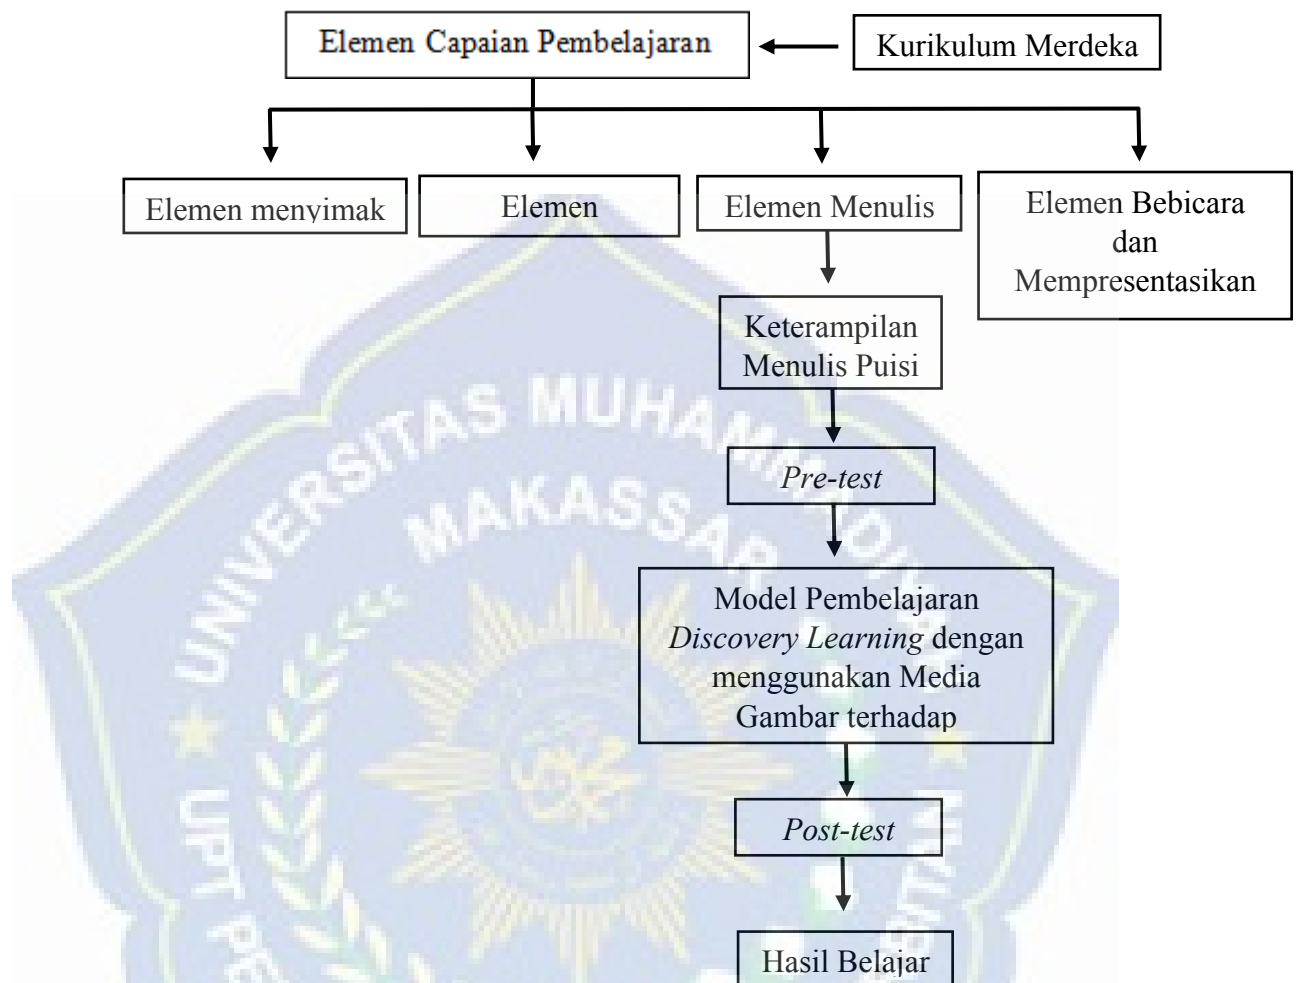 Elemen Capaian Pembelajaran
Kurikulum Merdeka
Elemen menyimak
Elemen
Elemen Menulis
Elemen Bebicara
dan
Mempresentasikan
Keterampilan
Menulis Puisi
Pre-test
Model Pembelajaran
Discovery Learning dengan
menggunakan Media
Gambar terhadap
Post-test
Hasil Belajar
UNIVERSITAS MUHAMMADIYAH
MAKASSAR
UPT